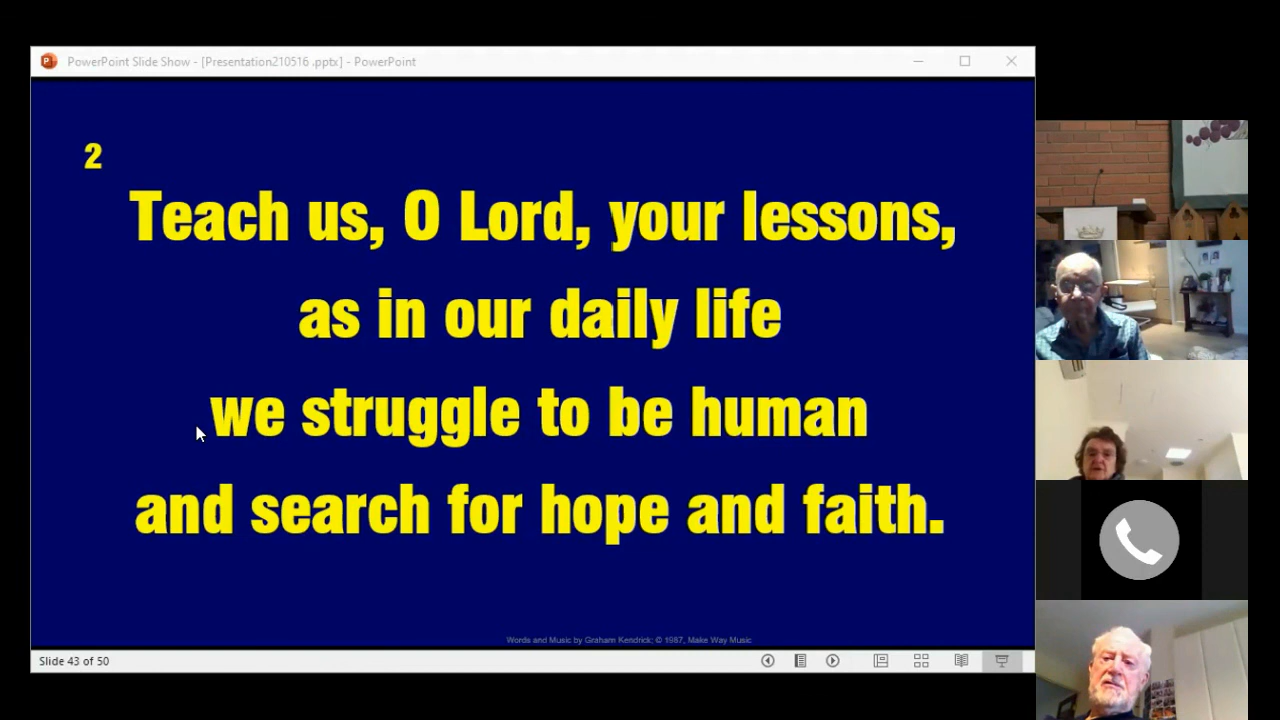 PowerPoint Slide Show - [Presentation210516 .pptx] - PowerPoint
2
Teach us, O Lord, your lessons,
as in our daily life
we struggle to be human
and search for hope and faith.
Words and Music by Graham Kendrick; © 1987, Make Way Music
Slide 43 of 50